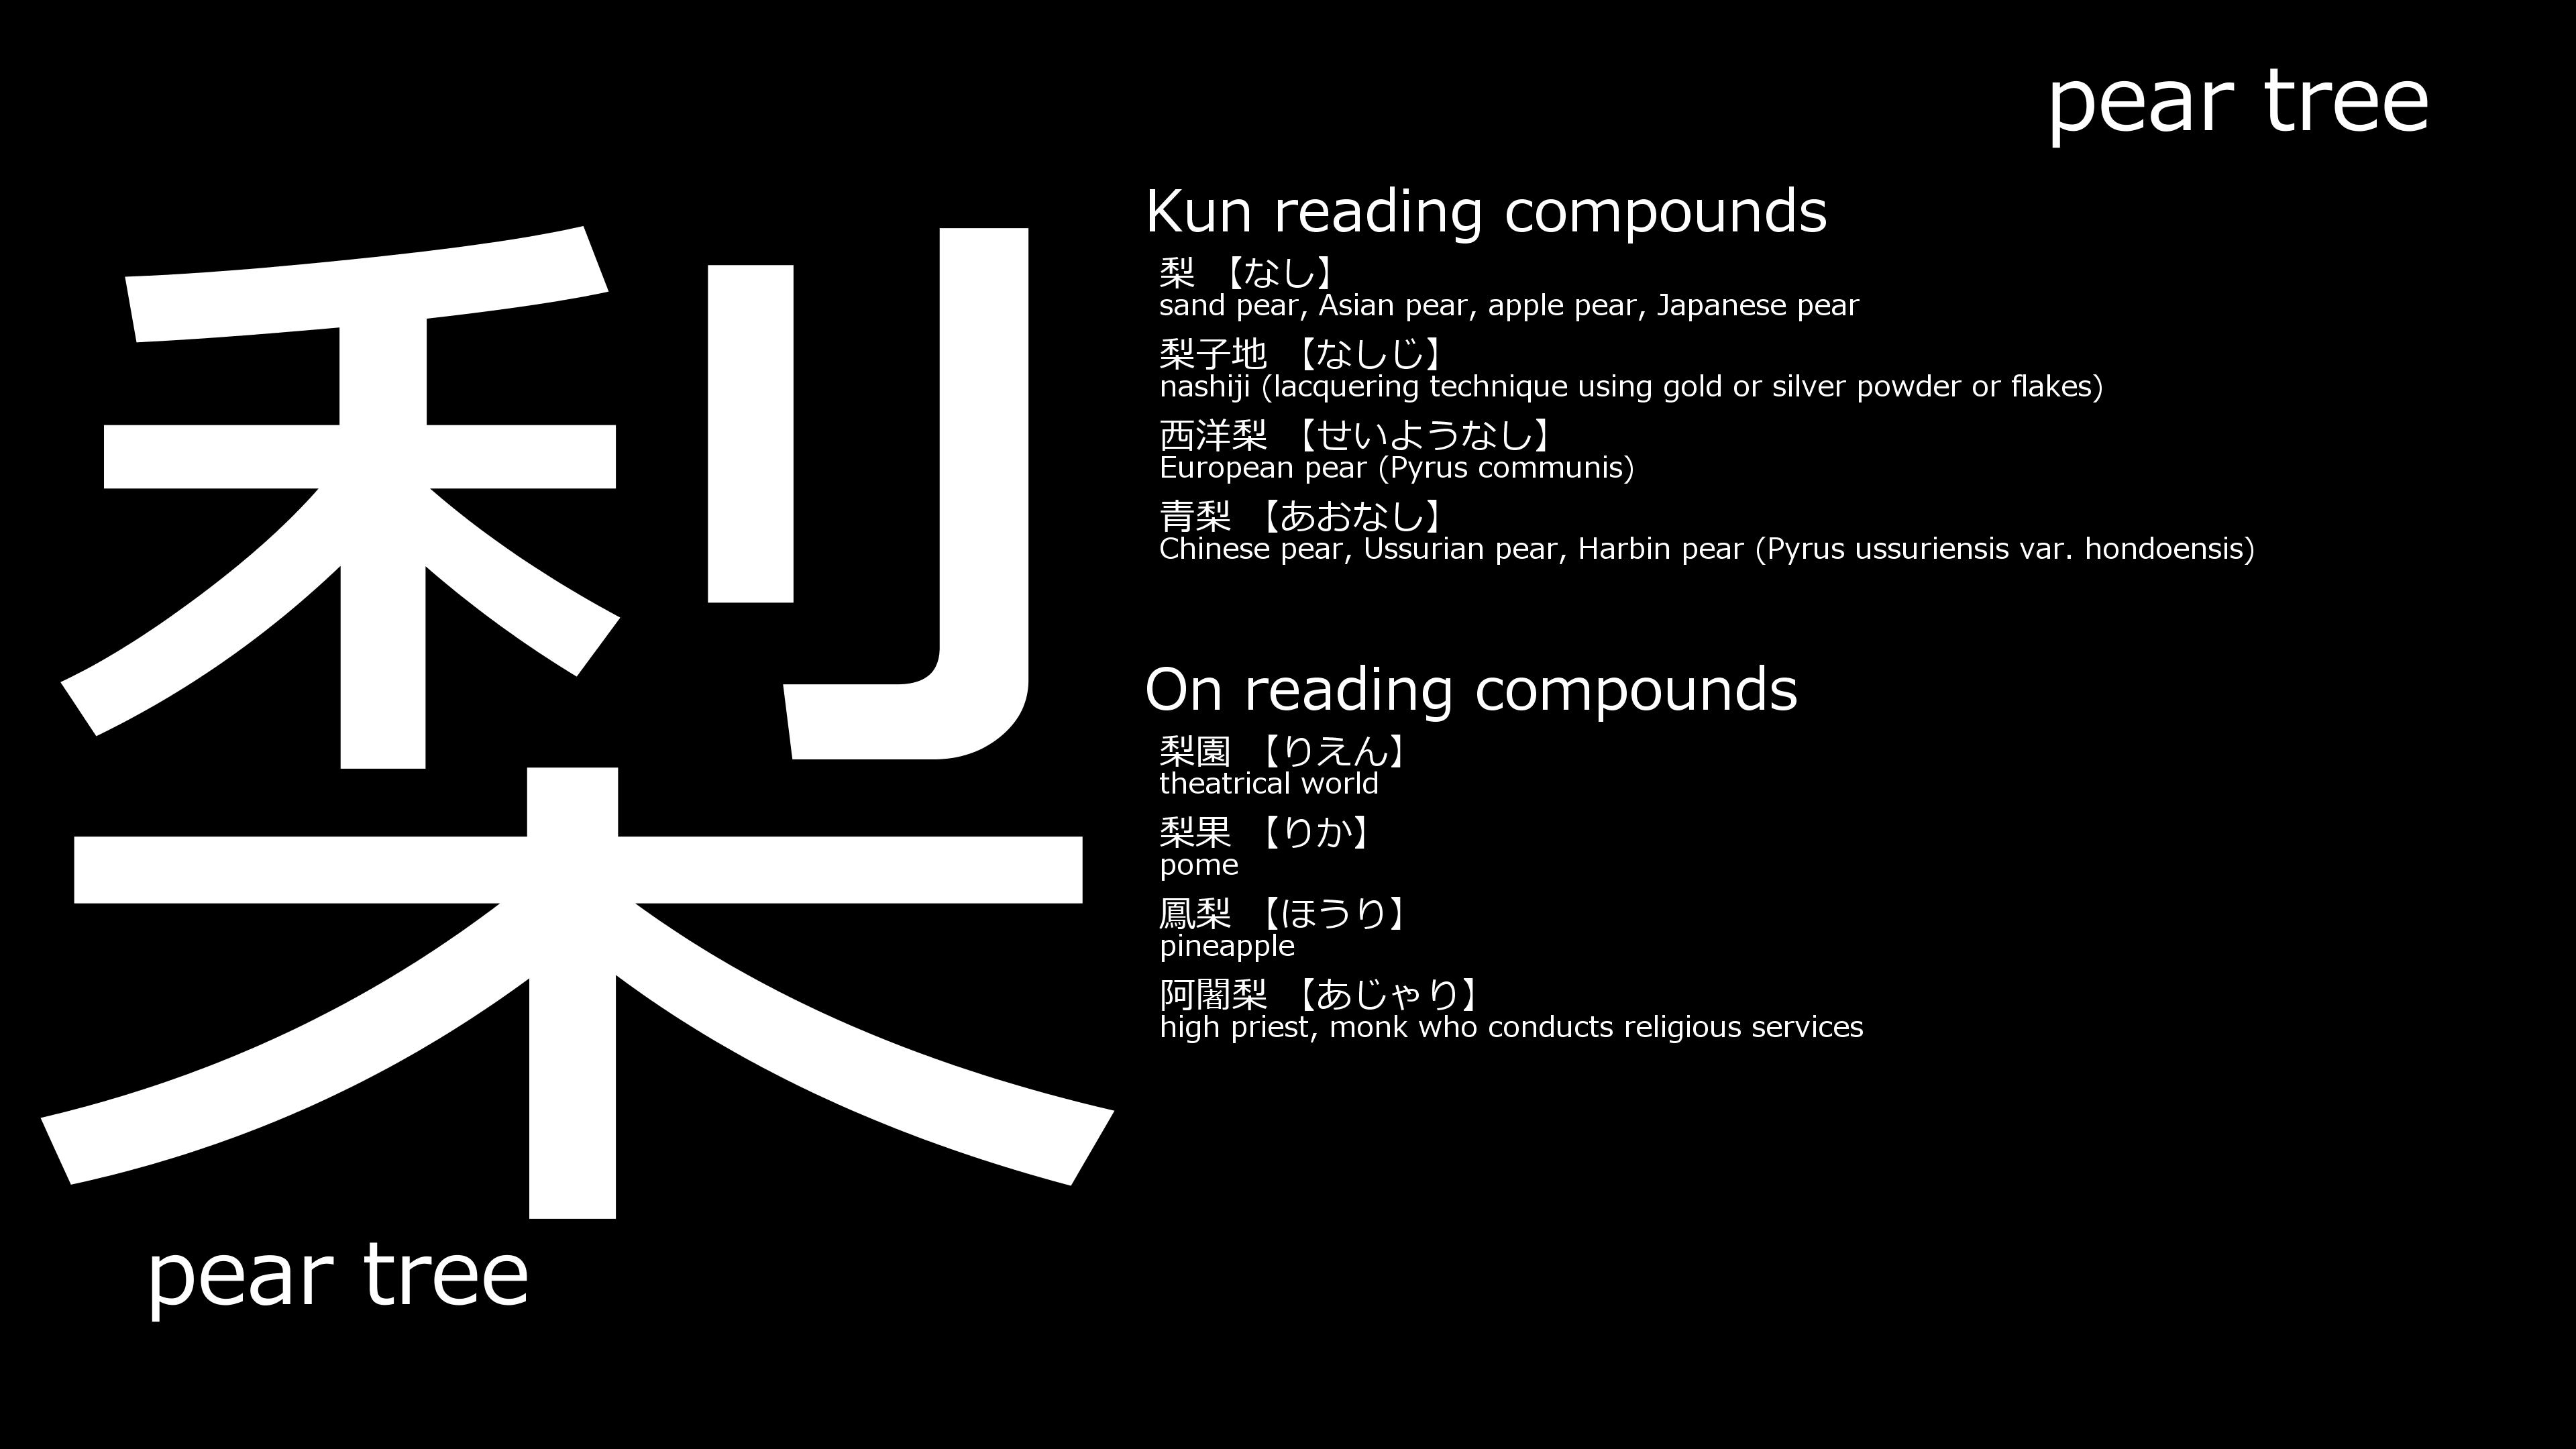 pear tree
梨
pear tree
Kun reading compounds
梨 【なし】
sand pear, Asian pear, apple pear, Japanese pear
梨子地 【なしじ】
nashiji (lacquering technique using gold or silver powder or flakes)
西洋梨 【せいようなし】
European pear (Pyrus communis)
青梨 【あおなし】
Chinese pear, Ussurian pear, Harbin pear (Pyrus ussuriensis var. hondoensis)
On reading compounds
梨園 【りえん】
theatrical world
梨果 【りか】
pome
鳳梨 【ほうり】
pineapple
阿闍梨 【あじゃり】
high priest, monk who conducts religious services